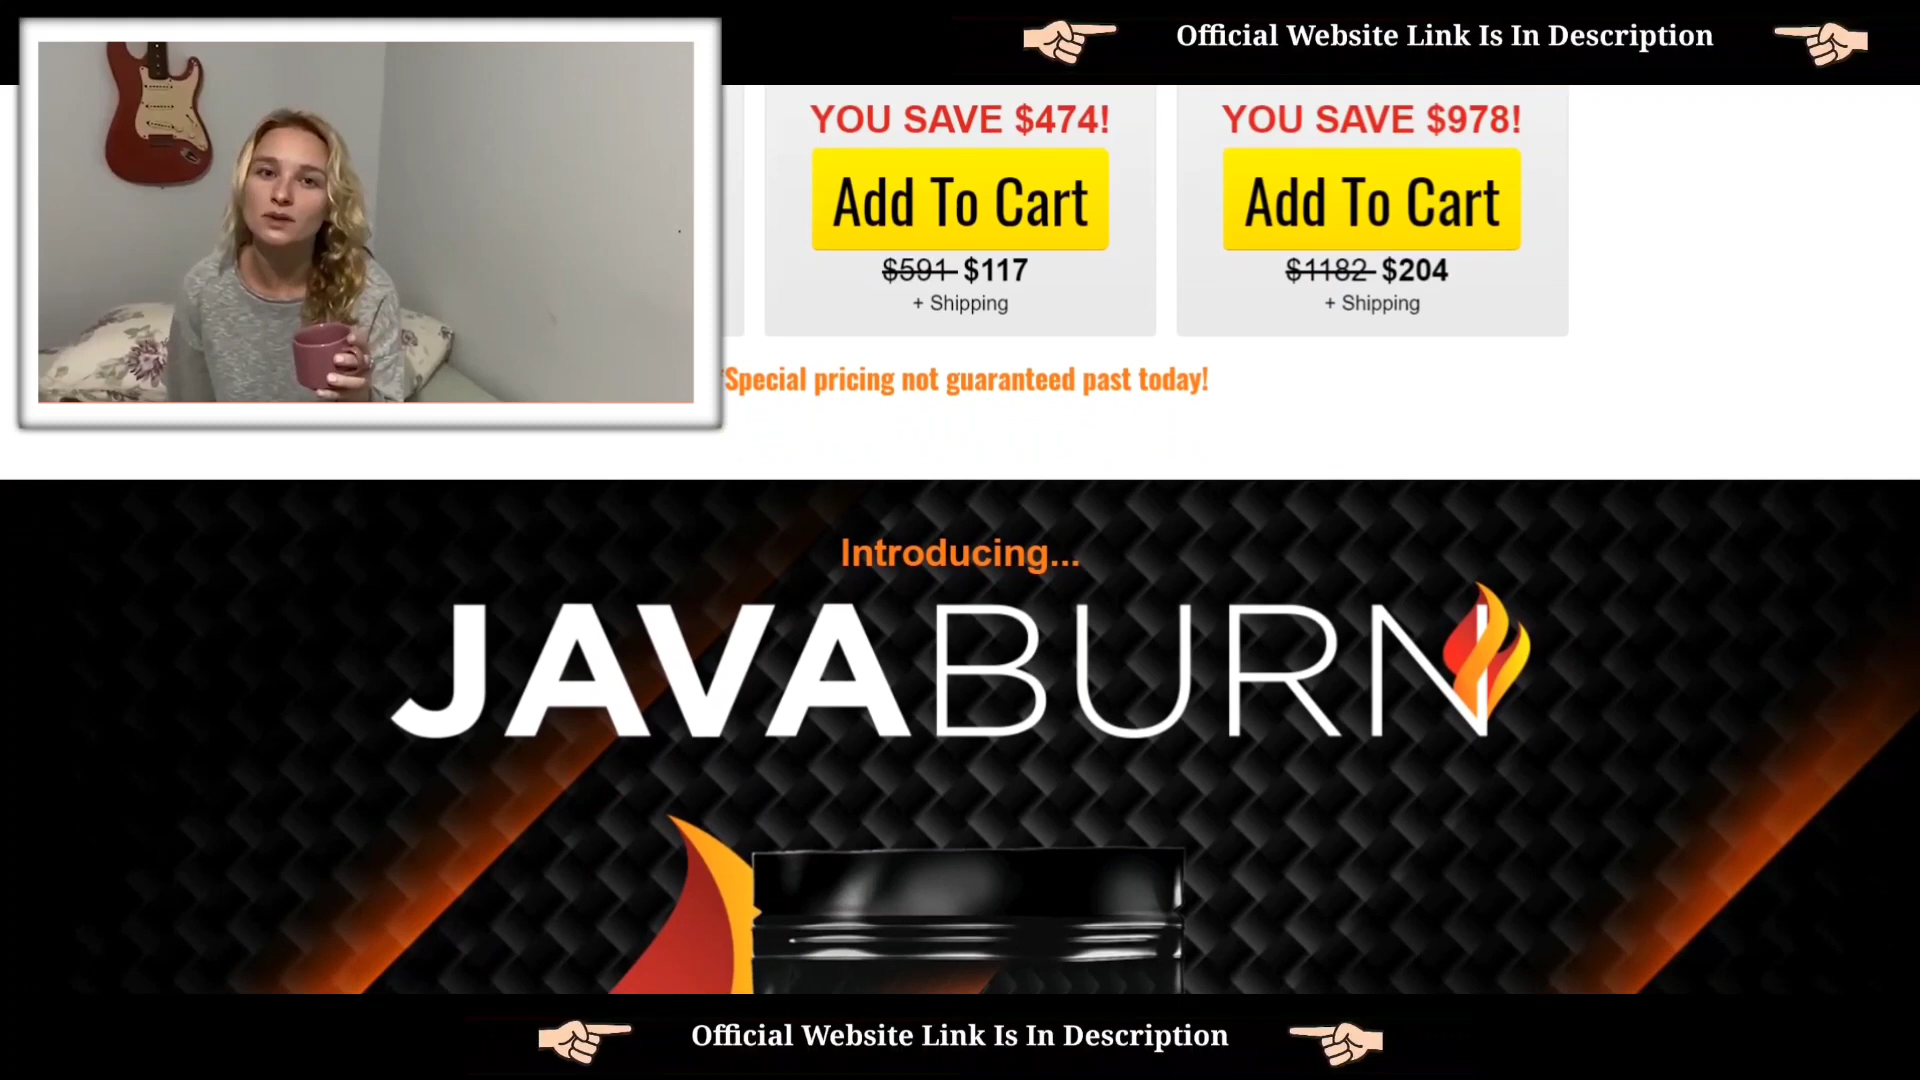 Official Website Link Is In Description
YOU SAVE $474!
Add To Cart
$591 $117
+ Shipping
YOU SAVE $978!
Add To Cart
$1182 $204
+ Shipping
*Special pricing not guaranteed past today!
Introducing...
JAVABURN
Official Website Link Is In Description